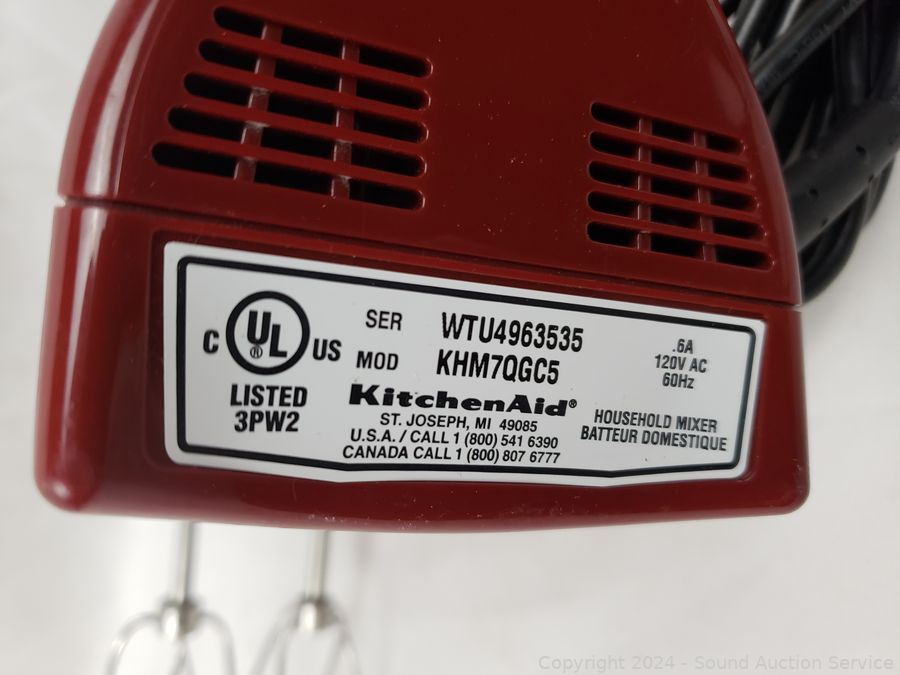 C UL® US
LISTED
3PW2
SER WTU4963535
MOD KHM7QGC5
KitchenAid®
ST. JOSEPH, MI 49085
U.S.A. / CALL 1 (800) 541 6390
CANADA CALL 1 (800) 807 6777
.6A
120V AC
60Hz
HOUSEHOLD MIXER
BATTEUR DOMESTIQUE
Copyright 2024 - Sound Auction Service